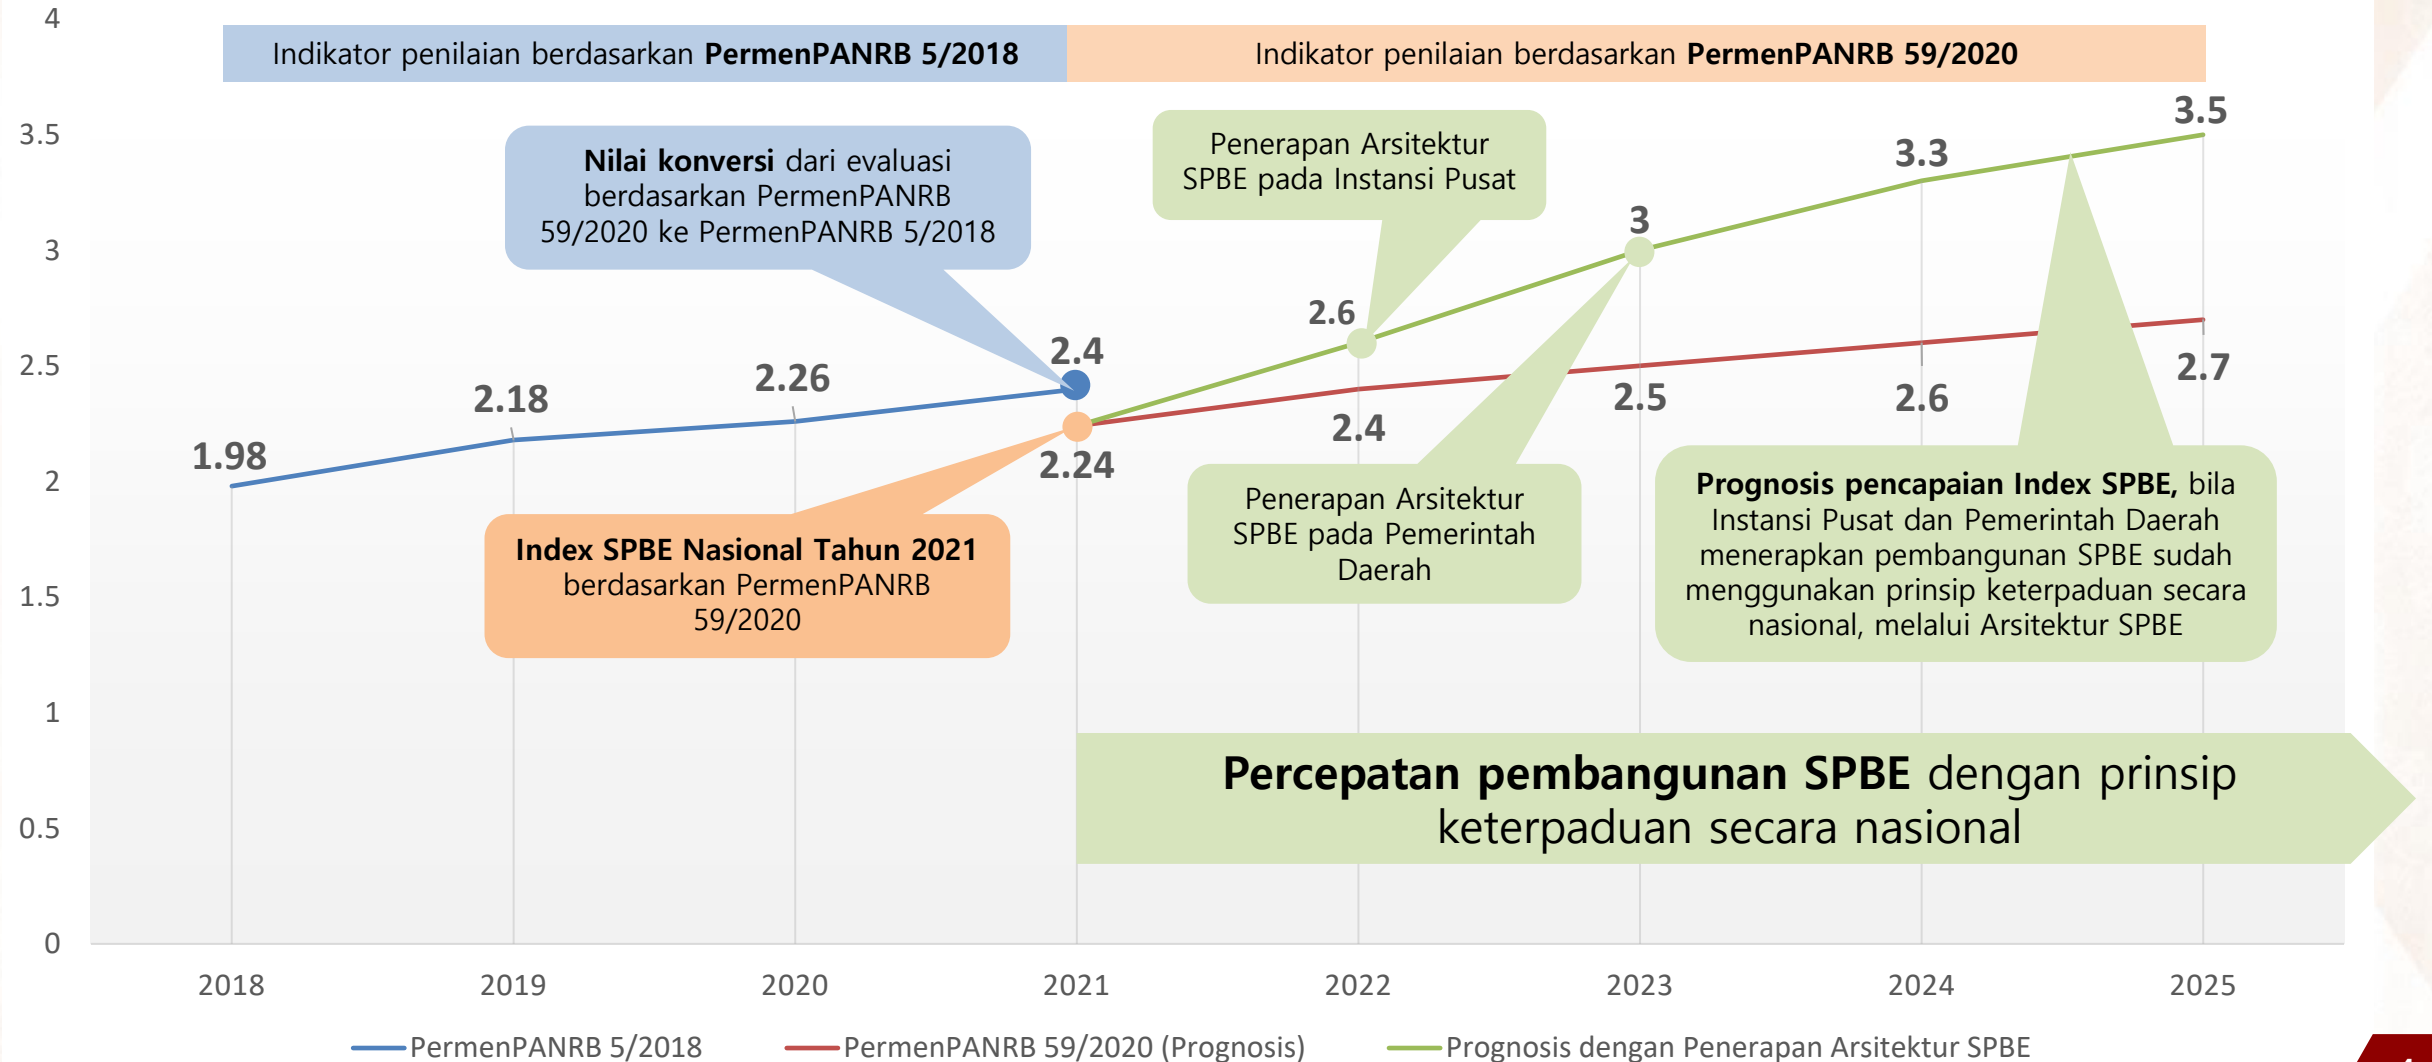 4
Indikator penilaian berdasarkan PermenPANRB 5/2018
Indikator penilaian berdasarkan PermenPANRB 59/2020
3.5
3
2.5
2
1.5
1
0.5
0
Nilai konversi dari evaluasi
berdasarkan PermenPANRB
59/2020 ke PermenPANRB 5/2018
Penerapan Arsitektur
SPBE pada Instansi Pusat
3.5
3.3
3
2.6
2.4
2.26
2.18
1.98
2.24
2.4
2.5
2.6
2.7
Index SPBE Nasional Tahun 2021
berdasarkan PermenPANRB
59/2020
Penerapan Arsitektur
SPBE pada Pemerintah
Daerah
Prognosis pencapaian Index SPBE, bila
Instansi Pusat dan Pemerintah Daerah
menerapkan pembangunan SPBE sudah
menggunakan prinsip keterpaduan secara
nasional, melalui Arsitektur SPBE
Percepatan pembangunan SPBE dengan prinsip
keterpaduan secara nasional
2018 2019 2020 2021 2022 2023 2024 2025
PermenPANRB 5/2018 PermenPANRB 59/2020 (Prognosis) Prognosis dengan Penerapan Arsitektur SPBE